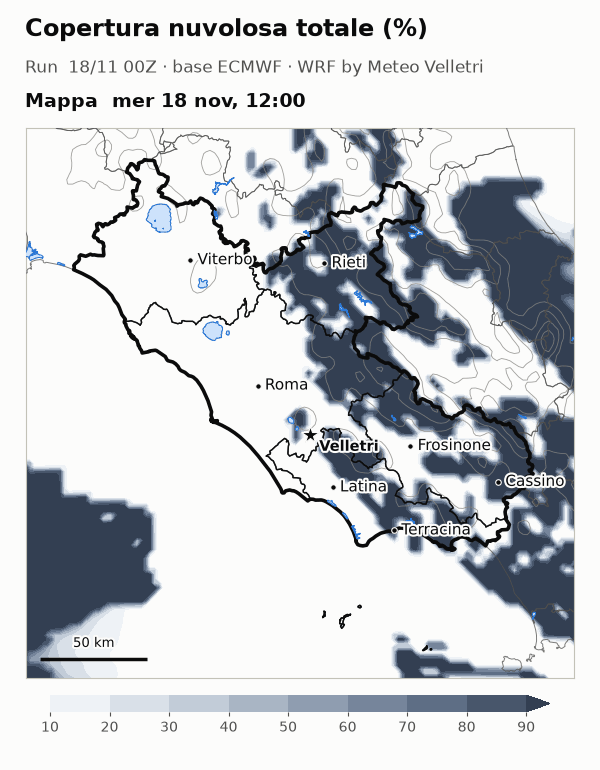 Copertura nuvolosa totale (%)
Run 18/11 00Z · base ECMWF · WRF by Meteo Velletri
Mappa mer 18 nov, 12:00
Viterbo
Rieti
Roma
Velletri
Frosinone
Latina
Cassino
Terracina
50 km
10 20 30 40 50 60 70 80 90